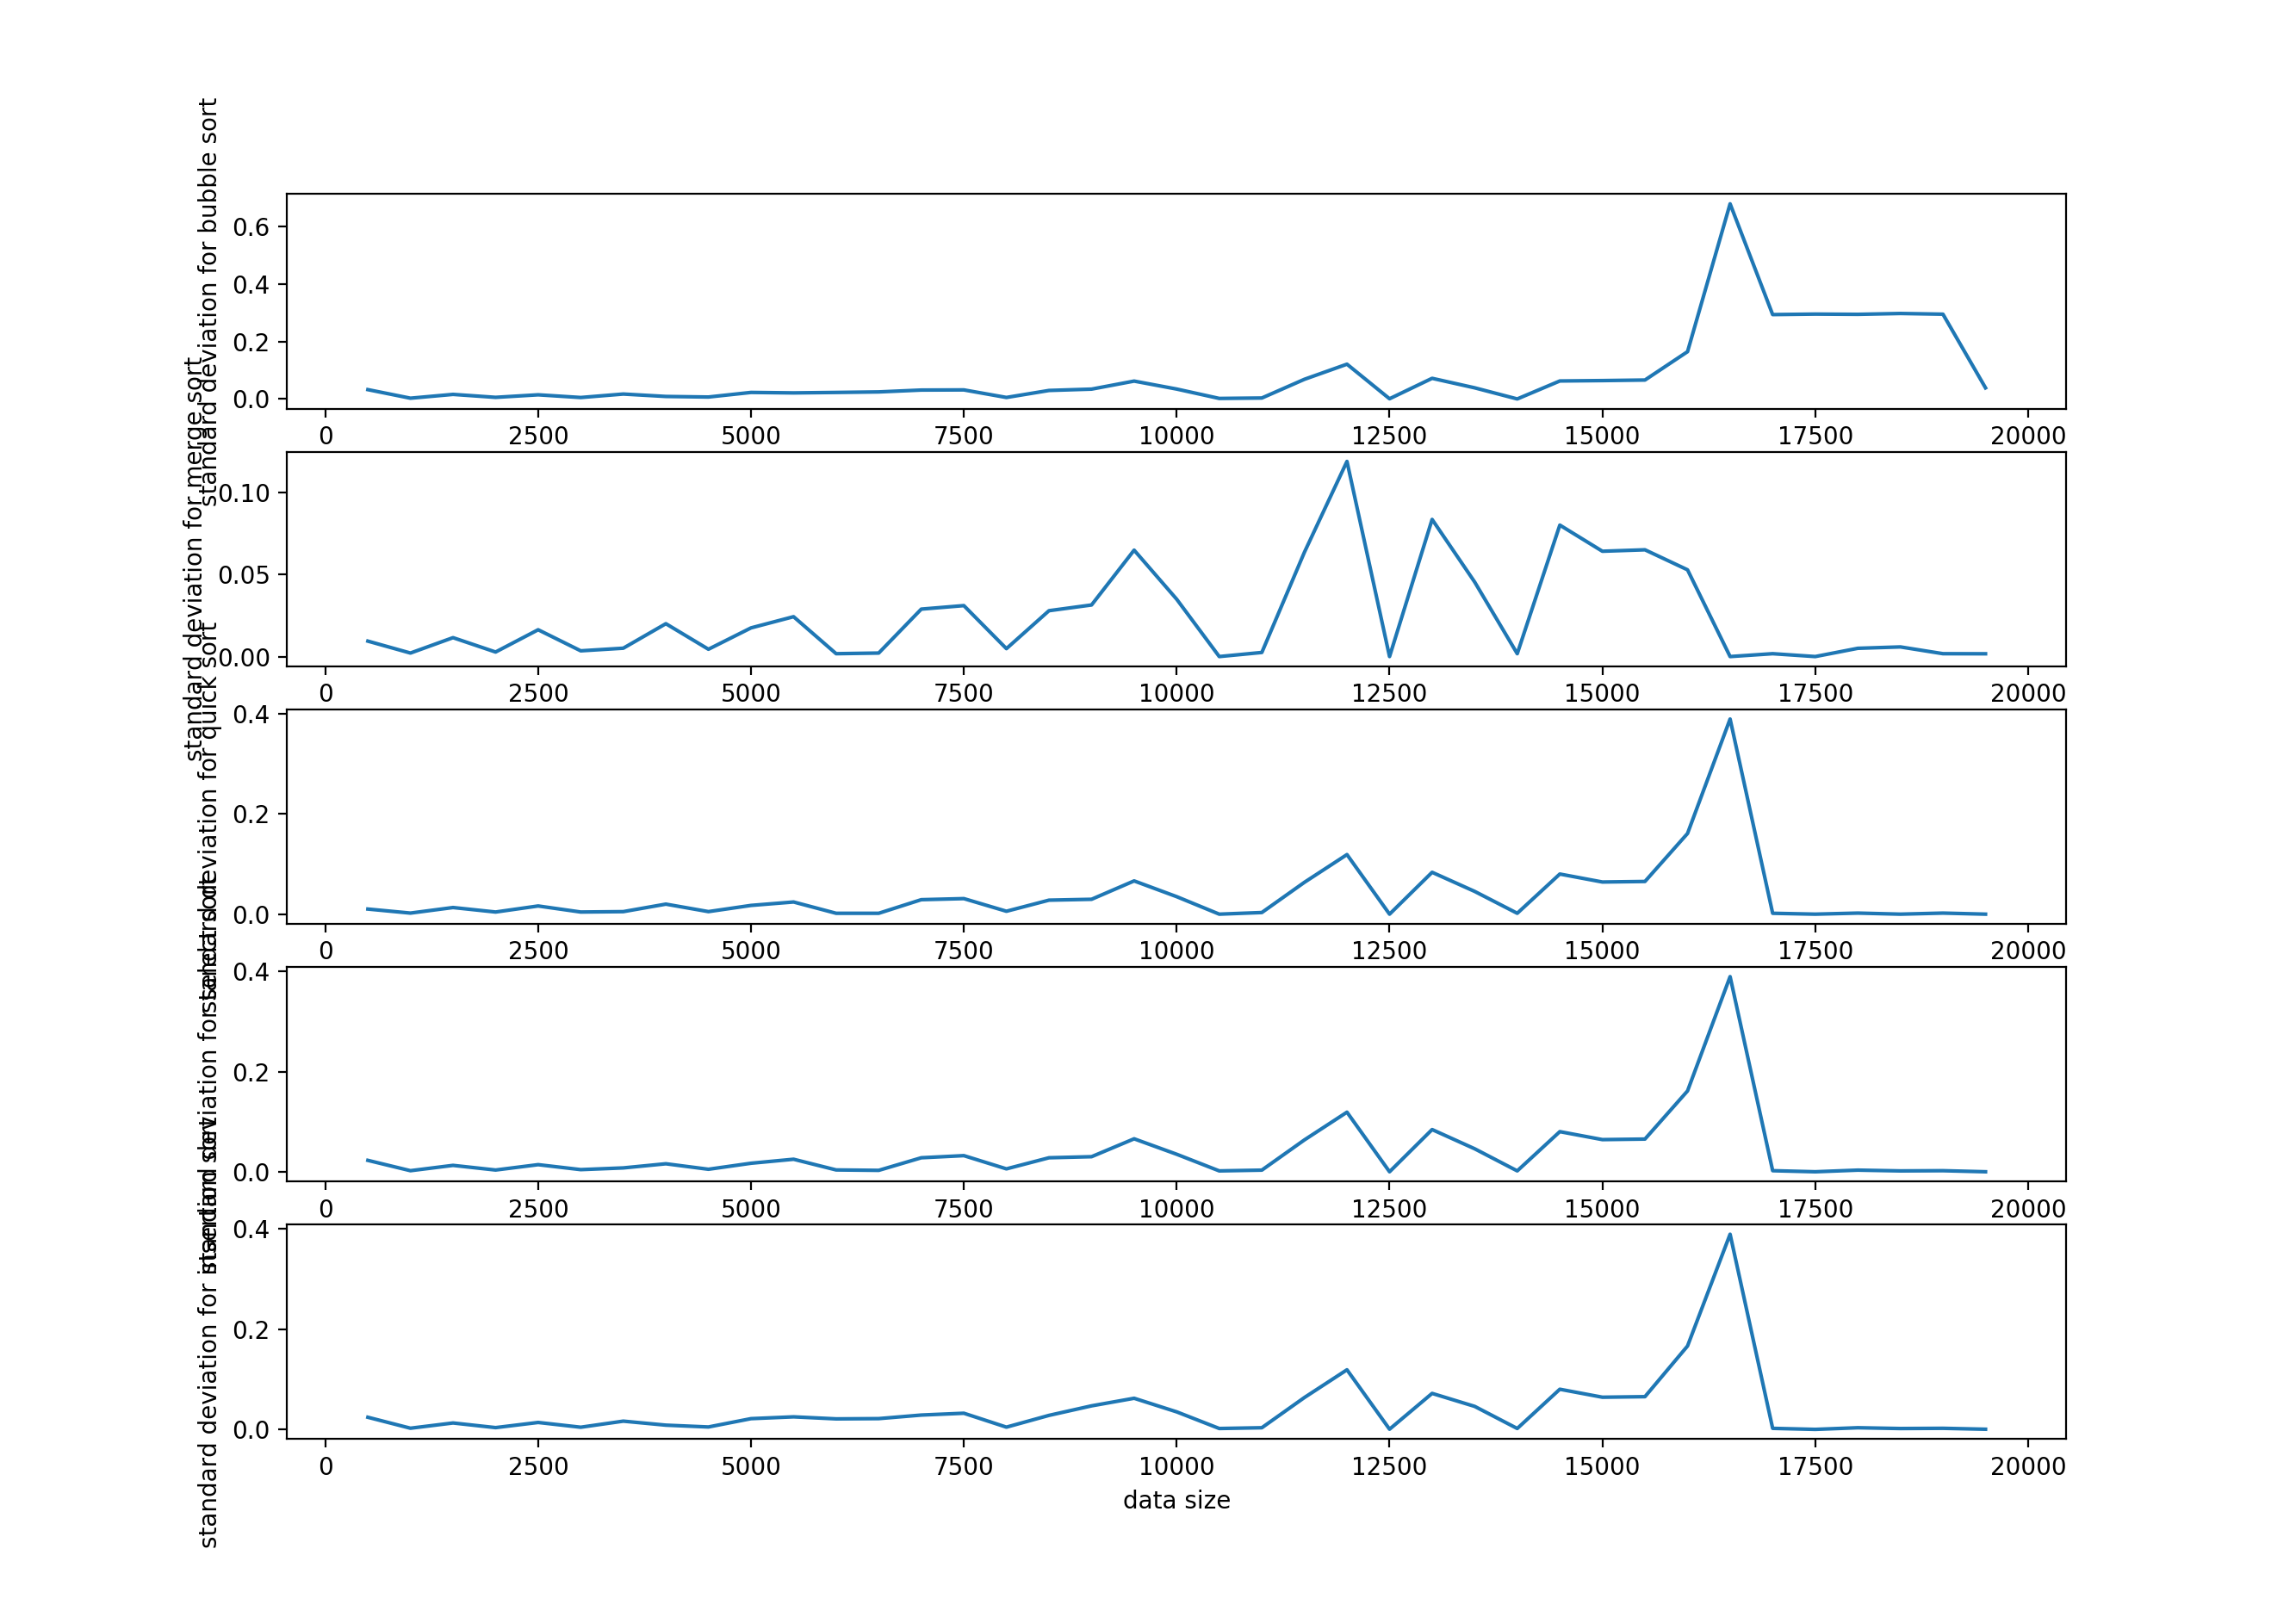 standard deviation for bubble sort
0.6
0.4
0.2
0.0
0 2500 5000 7500 10000 12500 15000 17500 20000
standard deviation for merge sort
0.10
0.05
0.00
0 2500 5000 7500 10000 12500 15000 17500 20000
standard deviation for quick sort
0.4
0.2
0.0
0 2500 5000 7500 10000 12500 15000 17500 20000
standard deviation for select sort
0.4
0.2
0.0
0 2500 5000 7500 10000 12500 15000 17500 20000
standard deviation for insertion sort
0.4
0.2
0.0
0 2500 5000 7500 10000 12500 15000 17500 20000
data size